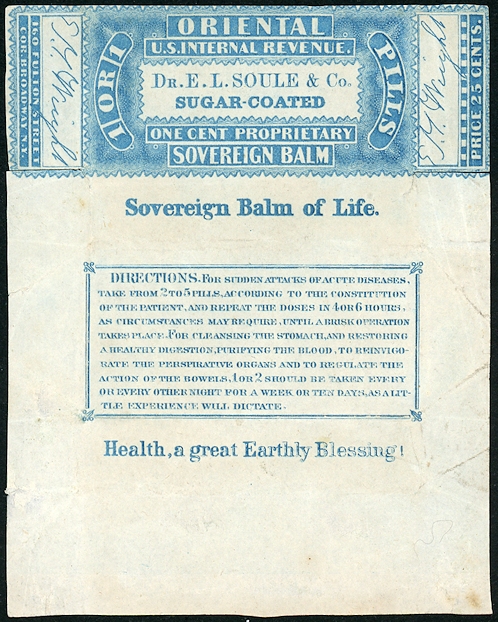 ORIENTAL
U.S. INTERNAL REVENUE.
1 OR 1
PILLS
DR. E. L. SOULE & Co.
SUGAR-COATED
ONE CENT PROPRIETARY
SOVEREIGN BALM
160 FULTON STREET
COR. BROADWAY N.Y.
E. L. Wright
E. L. Wright
PRICE 25 CENTS.
Sovereign Balm of Life.
DIRECTIONS. FOR SUDDEN ATTACKS OF ACUTE DISEASES,
TAKE FROM 2 TO 5 PILLS, ACCORDING TO THE CONSTITUTION
OF THE PATIENT, AND REPEAT THE DOSES IN 4 OR 6 HOURS,
AS CIRCUMSTANCES MAY REQUIRE, UNTIL A BRISK OPERATION
TAKES PLACE. FOR CLEANSING THE STOMACH, AND RESTORING
A HEALTHY DIGESTION, PURIFYING THE BLOOD, TO REINVIGO-
RATE THE PERSPIRATIVE ORGANS AND TO REGULATE THE
ACTION OF THE BOWELS, 1 OR 2 SHOULD BE TAKEN EVERY
OR EVERY OTHER NIGHT FOR A WEEK OR TEN DAYS, AS A LIT-
TLE EXPERIENCE WILL DICTATE.
Health, a great Earthly Blessing!